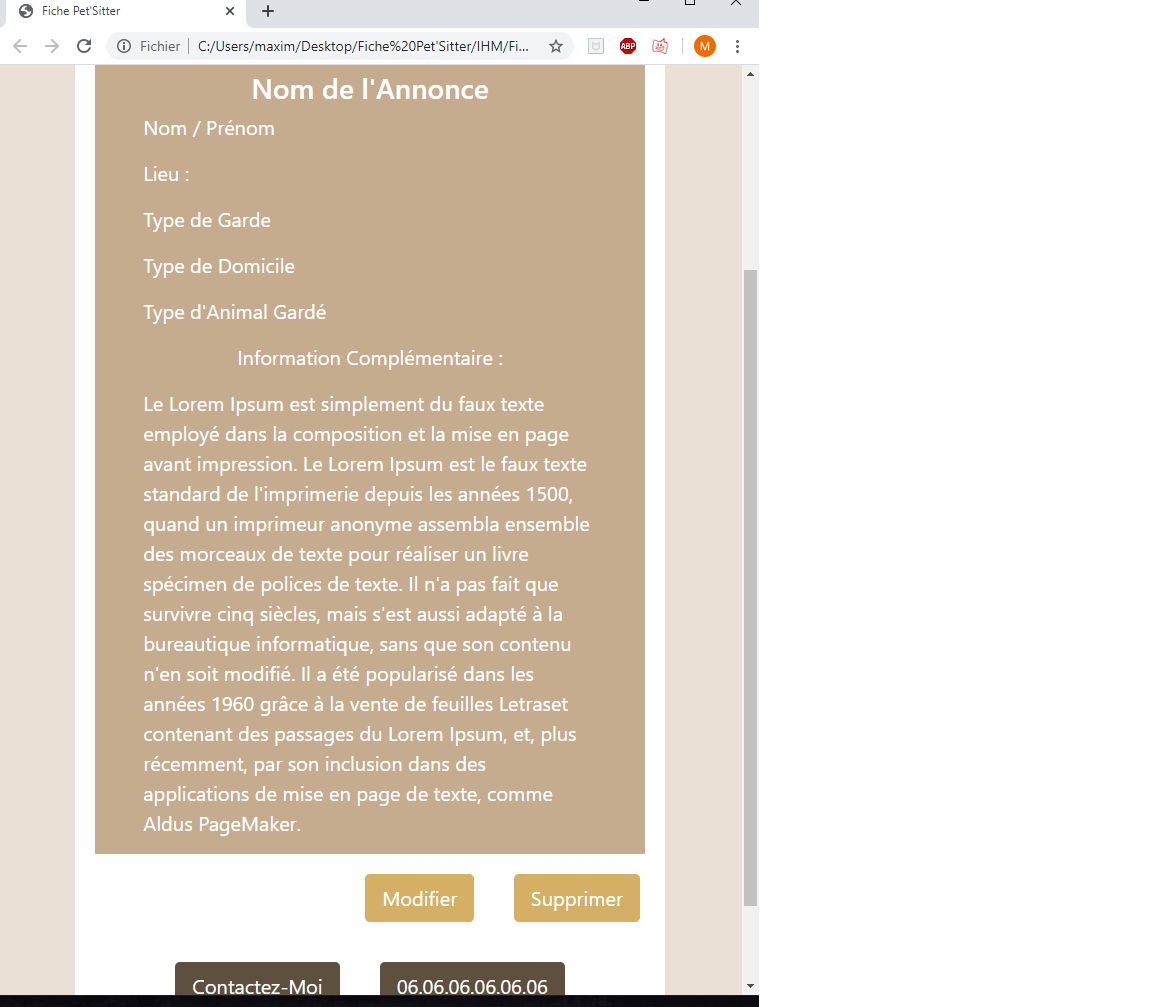 Fiche Pet'Sitter
Fichier C:/Users/maxim/Desktop/Fiche%20Pet'Sitter/IHM/Fi... ABP M
Nom de l'Annonce
Nom / Prénom
Lieu :
Type de Garde
Type de Domicile
Type d'Animal Gardé
Information Complémentaire :
Le Lorem Ipsum est simplement du faux texte
employé dans la composition et la mise en page
avant impression. Le Lorem Ipsum est le faux texte
standard de l'imprimerie depuis les années 1500,
quand un imprimeur anonyme assembla ensemble
des morceaux de texte pour réaliser un livre
spécimen de polices de texte. Il n'a pas fait que
survivre cinq siècles, mais s'est aussi adapté à la
bureautique informatique, sans que son contenu
n'en soit modifié. Il a été popularisé dans les
années 1960 grâce à la vente de feuilles Letraset
contenant des passages du Lorem Ipsum, et, plus
récemment, par son inclusion dans des
applications de mise en page de texte, comme
Aldus PageMaker.
Modifier Supprimer
Contactez-Moi 06.06.06.06.06.06